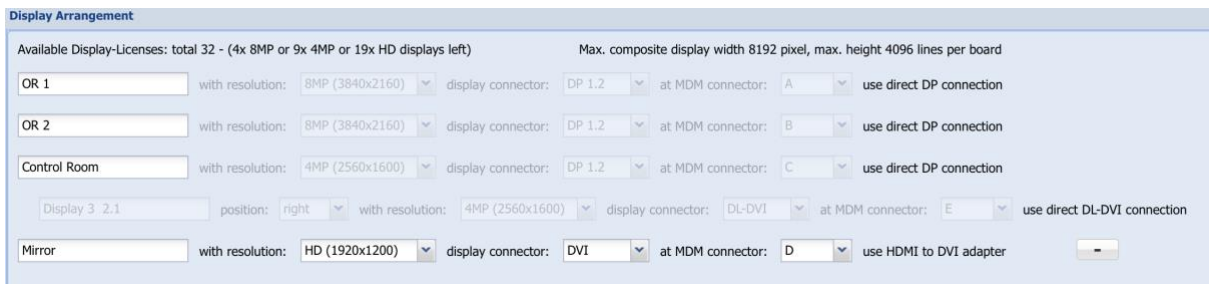 Display Arrangement
Available Display-Licenses: total 32 - (4x 8MP or 9x 4MP or 19x HD displays left) Max. composite display width 8192 pixel, max. height 4096 lines per board
OR 1 with resolution: 8MP (3840x2160) display connector: DP 1.2 at MDM connector: A use direct DP connection
OR 2 with resolution: 8MP (3840x2160) display connector: DP 1.2 at MDM connector: B use direct DP connection
Control Room with resolution: 4MP (2560x1600) display connector: DP 1.2 at MDM connector: C use direct DP connection
Display 3 2.1 position: right with resolution: 4MP (2560x1600) display connector: DL-DVI at MDM connector: E use direct DL-DVI connection
Mirror with resolution: HD (1920x1200) display connector: DVI at MDM connector: D use HDMI to DVI adapter -